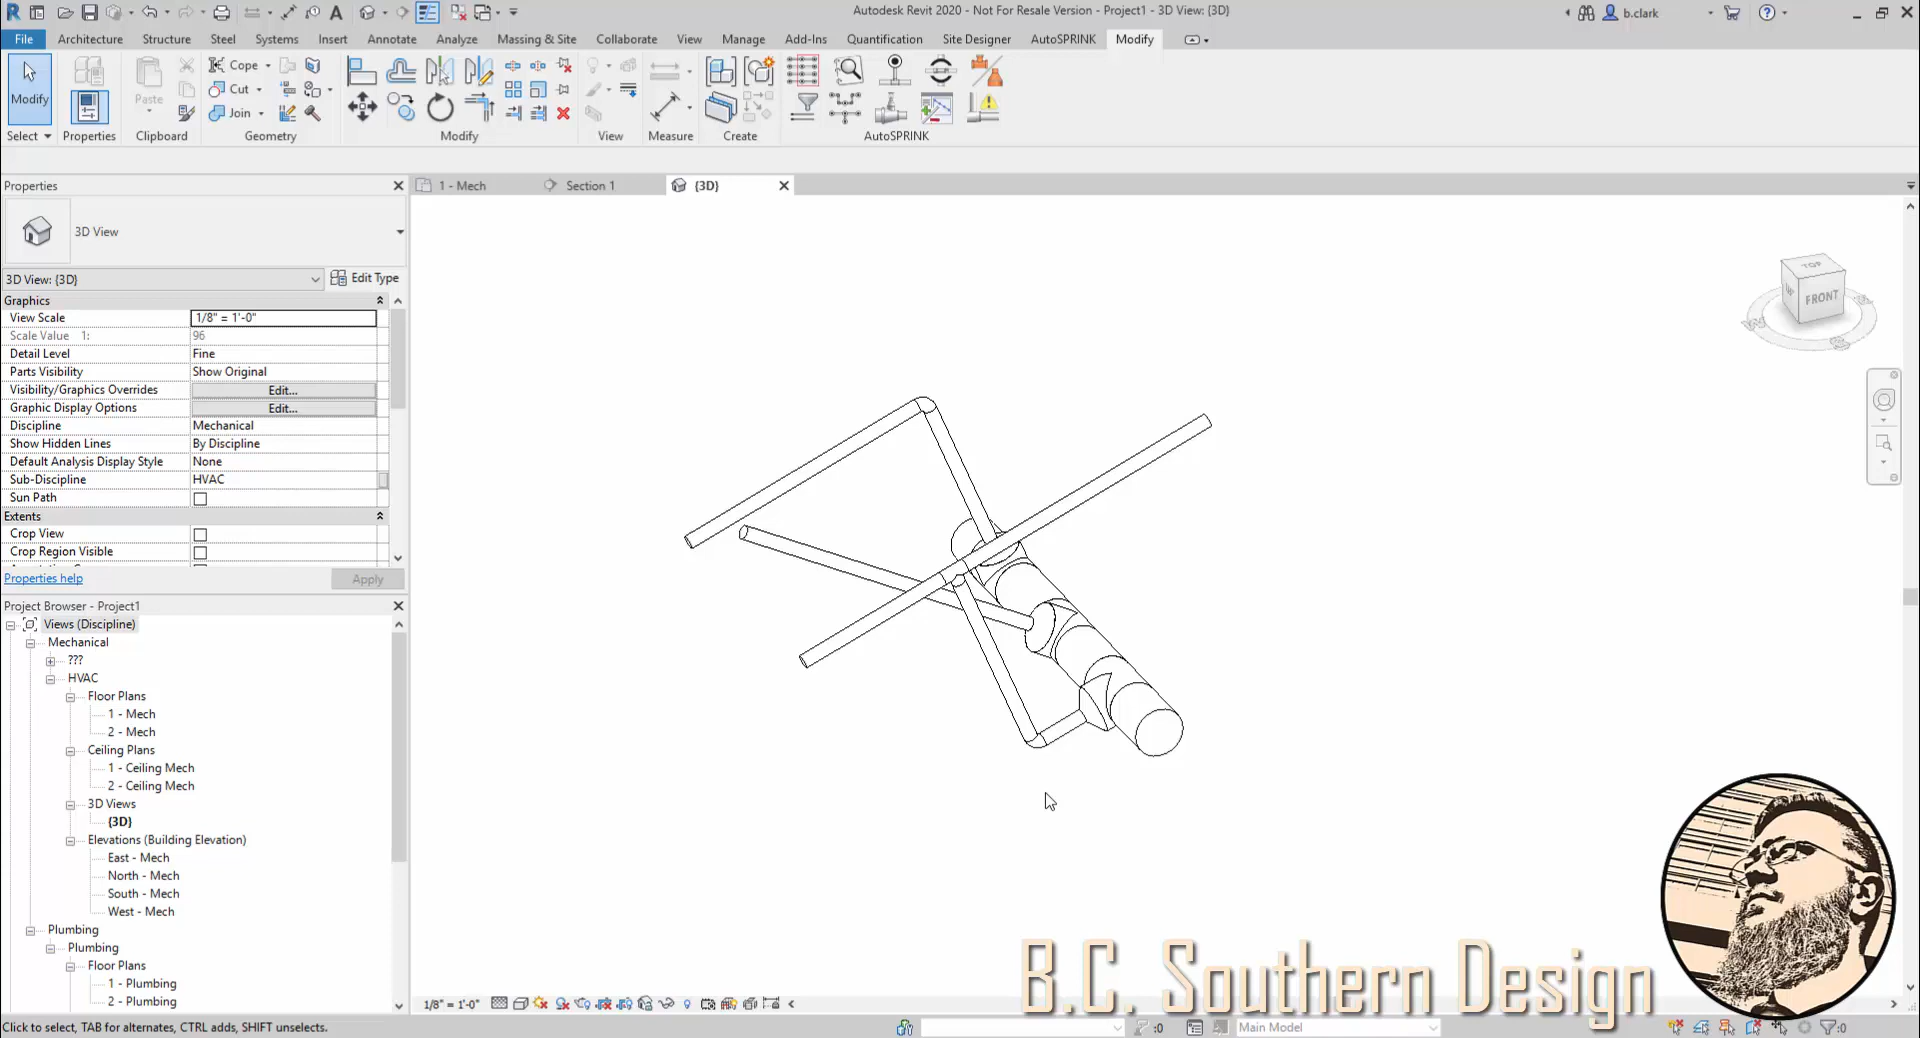 Autodesk Revit 2020 - Not For Resale Version - Project1 - 3D View: {3D}
b.clark
File
Architecture
Structure
Steel
Systems
Insert
Annotate
Analyze
Massing & Site
Collaborate
View
Manage
Add-Ins
Quantification
Site Designer
AutoSPRINK
Modify
Modify
Paste
Cope
Cut
Join
Select
Properties
Clipboard
Geometry
Modify
View
Measure
Create
AutoSPRINK
Properties
1 - Mech
Section 1
{3D}
3D View
3D View: {3D}
Edit Type
Graphics
View Scale
1/8" = 1'-0"
Scale Value 1:
96
Detail Level
Fine
Parts Visibility
Show Original
Visibility/Graphics Overrides
Edit...
Graphic Display Options
Edit...
Discipline
Mechanical
Show Hidden Lines
By Discipline
Default Analysis Display Style
None
Sub-Discipline
HVAC
Sun Path
Extents
Crop View
Crop Region Visible
Properties help
Apply
Project Browser - Project1
Views (Discipline)
Mechanical
???
HVAC
Floor Plans
1 - Mech
2 - Mech
Ceiling Plans
1 - Ceiling Mech
2 - Ceiling Mech
3D Views
{3D}
Elevations (Building Elevation)
East - Mech
North - Mech
South - Mech
West - Mech
Plumbing
Plumbing
Floor Plans
1 - Plumbing
2 - Plumbing
TOP
FRONT
B.C. Southern Design
1/8" = 1'-0"
Click to select, TAB for alternates, CTRL adds, SHIFT unselects.
:0
Main Model
:0